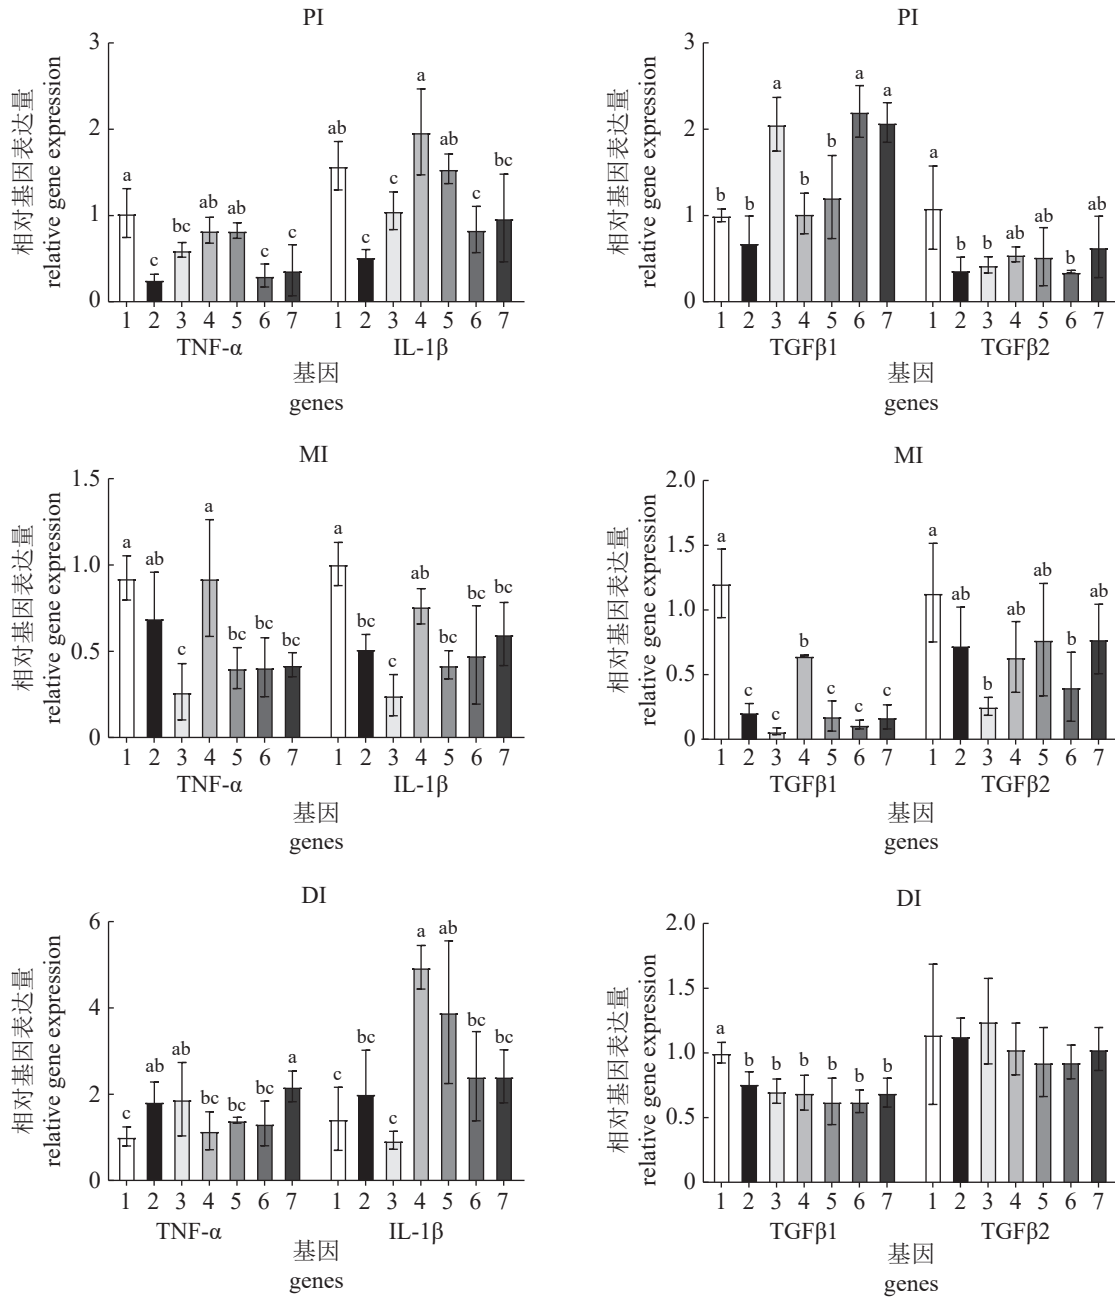 PI
相对基因表达量
relative gene expression
3
2
1
0
a
c
bc
ab
ab
c
c
ab
c
c
a
ab
c
bc
1 2 3 4 5 6 7 1 2 3 4 5 6 7
TNF-α IL-1β
基因
genes
PI
相对基因表达量
relative gene expression
3
2
1
0
b
b
a
b
b
a
a
a
b
b
ab
ab
b
ab
1 2 3 4 5 6 7 1 2 3 4 5 6 7
TGFβ1 TGFβ2
基因
genes
MI
相对基因表达量
relative gene expression
1.5
1.0
0.5
0
a
ab
c
a
bc
bc
bc
a
bc
c
ab
bc
bc
bc
1 2 3 4 5 6 7 1 2 3 4 5 6 7
TNF-α IL-1β
基因
genes
MI
相对基因表达量
relative gene expression
2.0
1.5
1.0
0.5
0
a
c
c
b
c
c
c
a
ab
b
ab
ab
b
ab
1 2 3 4 5 6 7 1 2 3 4 5 6 7
TGFβ1 TGFβ2
基因
genes
DI
相对基因表达量
relative gene expression
6
4
2
0
c
ab
ab
bc
bc
bc
a
c
bc
c
a
ab
bc
bc
1 2 3 4 5 6 7 1 2 3 4 5 6 7
TNF-α IL-1β
基因
genes
DI
相对基因表达量
relative gene expression
2.0
1.5
1.0
0.5
0
a
b
b
b
b
b
b
1 2 3 4 5 6 7 1 2 3 4 5 6 7
TGFβ1 TGFβ2
基因
genes